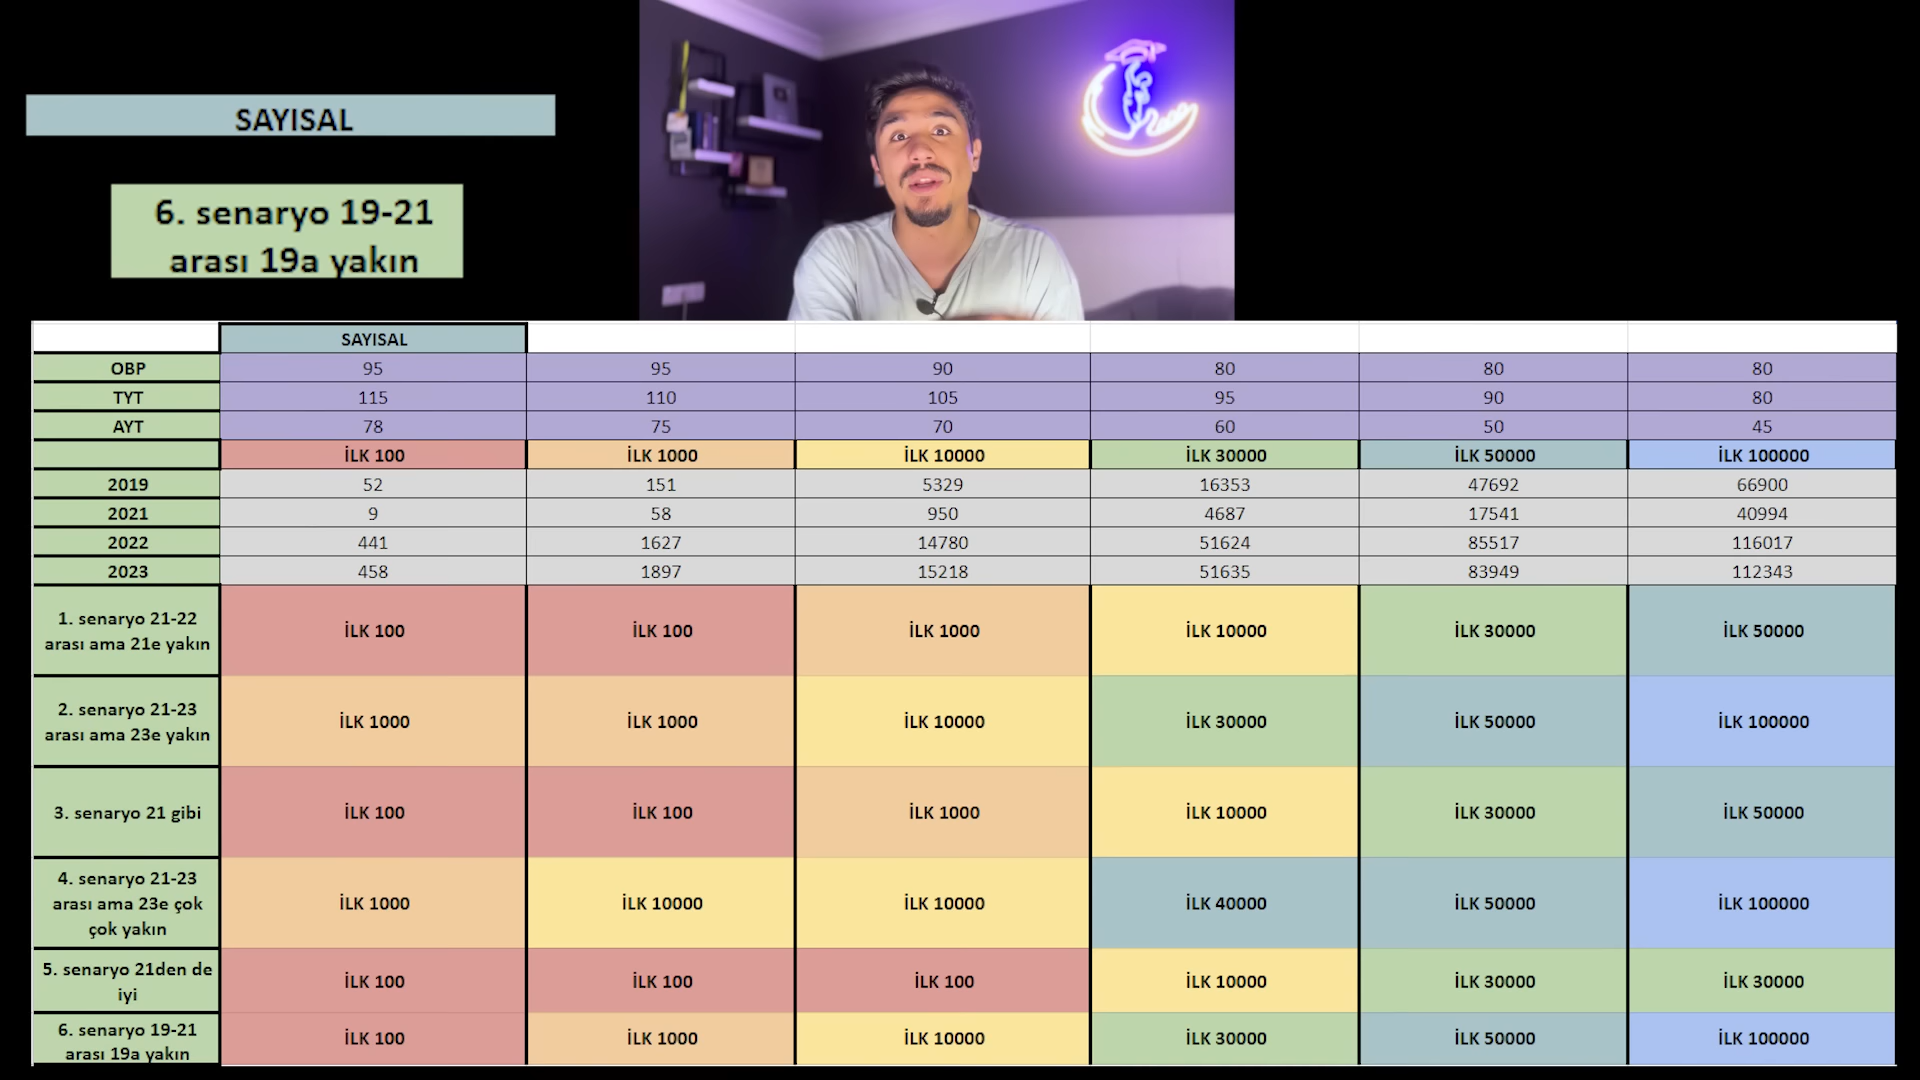 SAYISAL
6. senaryo 19-21
arası 19a yakın
SAYISAL
OBP 95 95 90 80 80 80
TYT 115 110 105 95 90 80
AYT 78 75 70 60 50 45
İLK 100 İLK 1000 İLK 10000 İLK 30000 İLK 50000 İLK 100000
2019 52 151 5329 16353 47692 66900
2021 9 58 950 4687 17541 40994
2022 441 1627 14780 51624 85517 116017
2023 458 1897 15218 51635 83949 112343
1. senaryo 21-22
arası ama 21e yakın
İLK 100 İLK 100 İLK 1000 İLK 10000 İLK 30000 İLK 50000
2. senaryo 21-23
arası ama 23e yakın
İLK 1000 İLK 1000 İLK 10000 İLK 30000 İLK 50000 İLK 100000
3. senaryo 21 gibi İLK 100 İLK 100 İLK 1000 İLK 10000 İLK 30000 İLK 50000
4. senaryo 21-23
arası ama 23e çok
çok yakın
İLK 1000 İLK 10000 İLK 10000 İLK 40000 İLK 50000 İLK 100000
5. senaryo 21den de
iyi
İLK 100 İLK 100 İLK 100 İLK 10000 İLK 30000 İLK 30000
6. senaryo 19-21
arası 19a yakın
İLK 100 İLK 1000 İLK 10000 İLK 30000 İLK 50000 İLK 100000